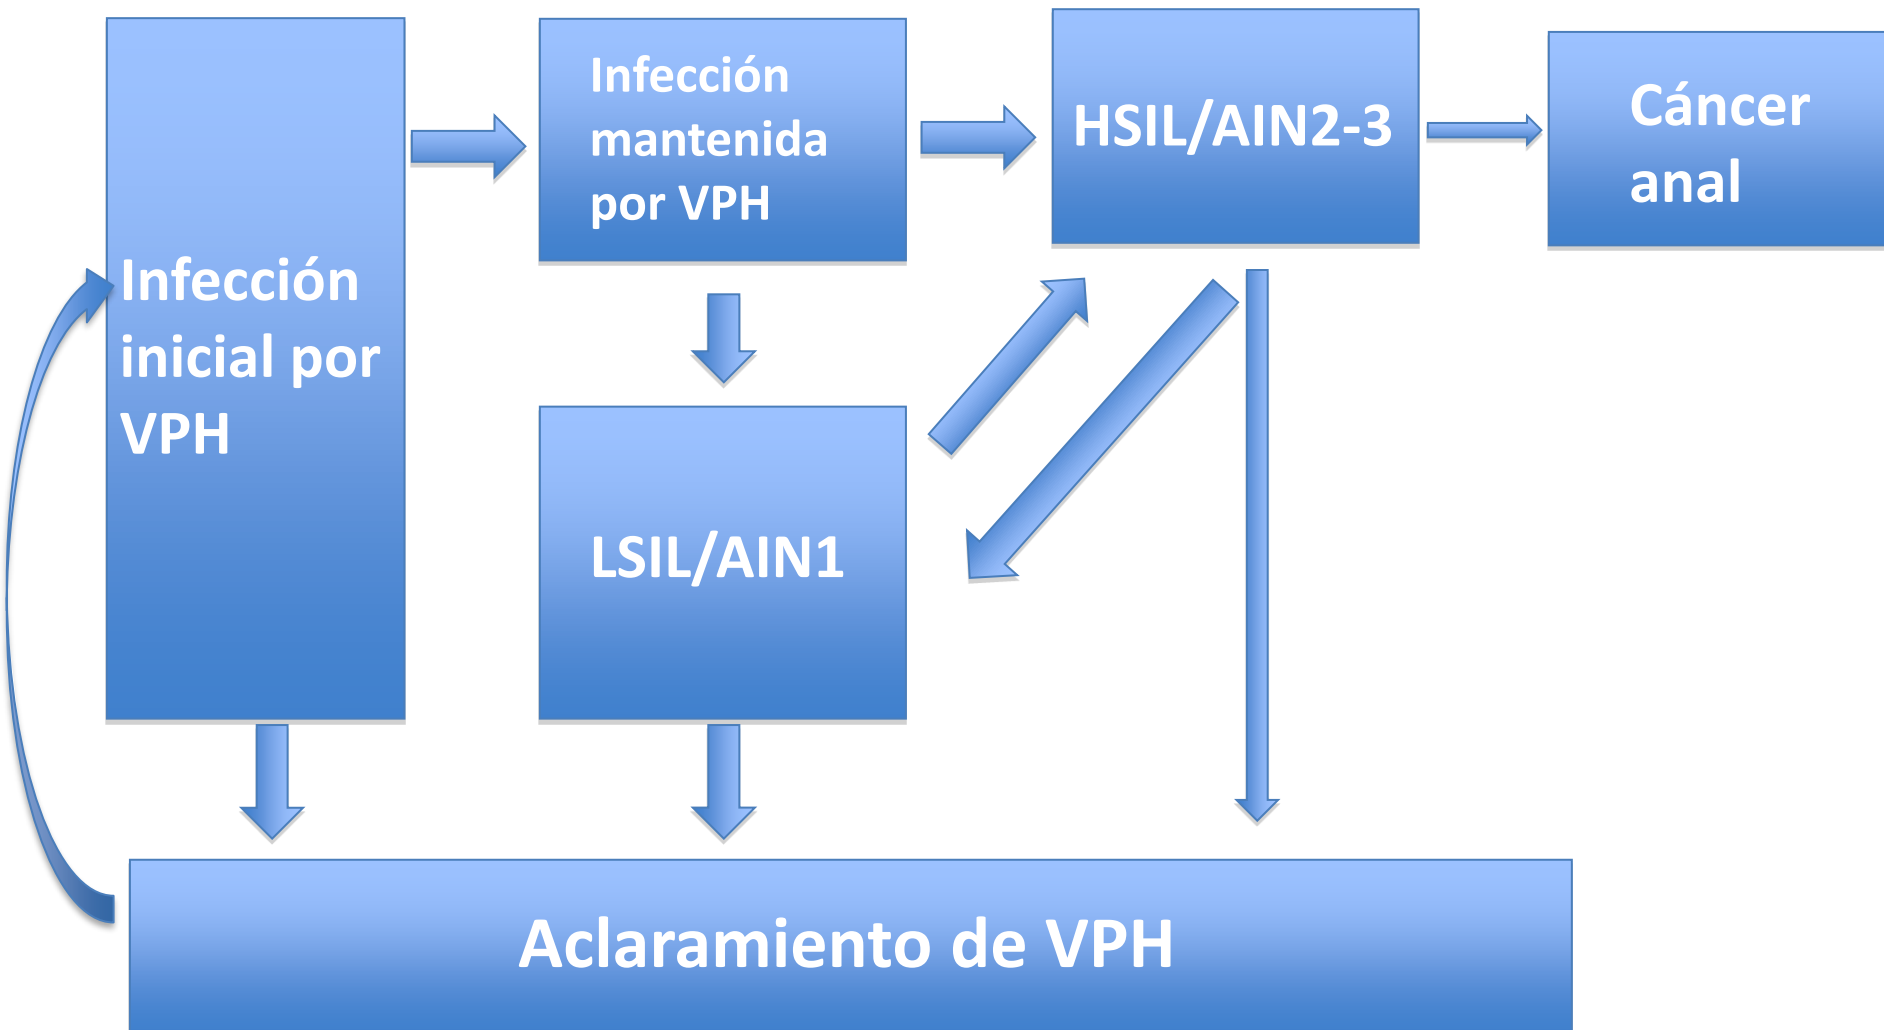 Infección
inicial por
VPH
Infección
mantenida
por VPH
HSIL/AIN2-3
Cáncer
anal
LSIL/AIN1
Aclaramiento de VPH